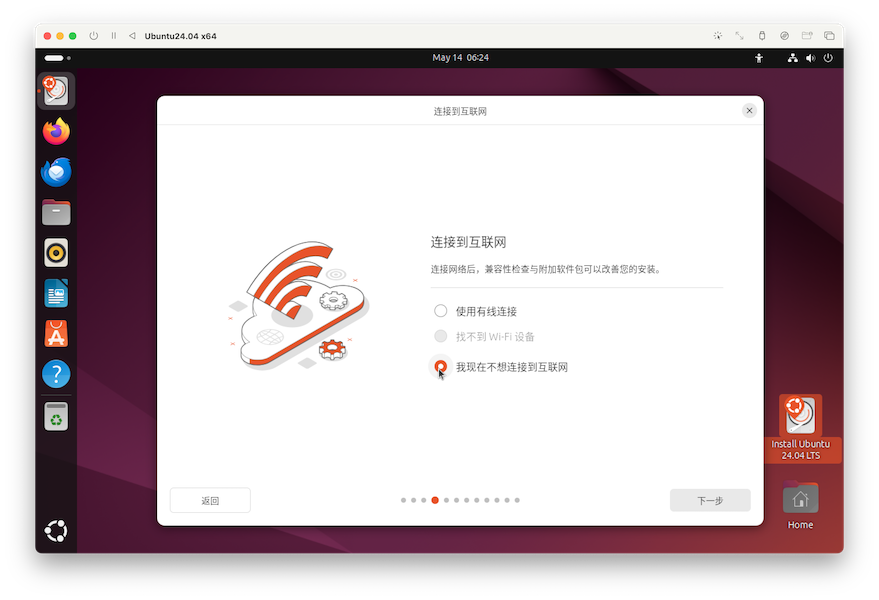 Ubuntu24.04 x64
May 14 06:24
连接到互联网
连接到互联网
连接网络后，兼容性检查与附加软件包可以改善您的安装。
使用有线连接
找不到 Wi-Fi 设备
我现在不想连接到互联网
返回
下一步
Install Ubuntu
24.04 LTS
Home